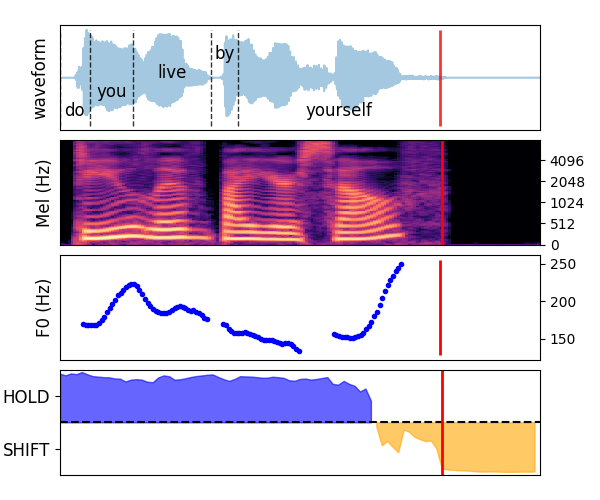 waveform
do
you
live
by
yourself
Mel (Hz)
4096
2048
1024
512
0
F0 (Hz)
250
200
150
HOLD
SHIFT